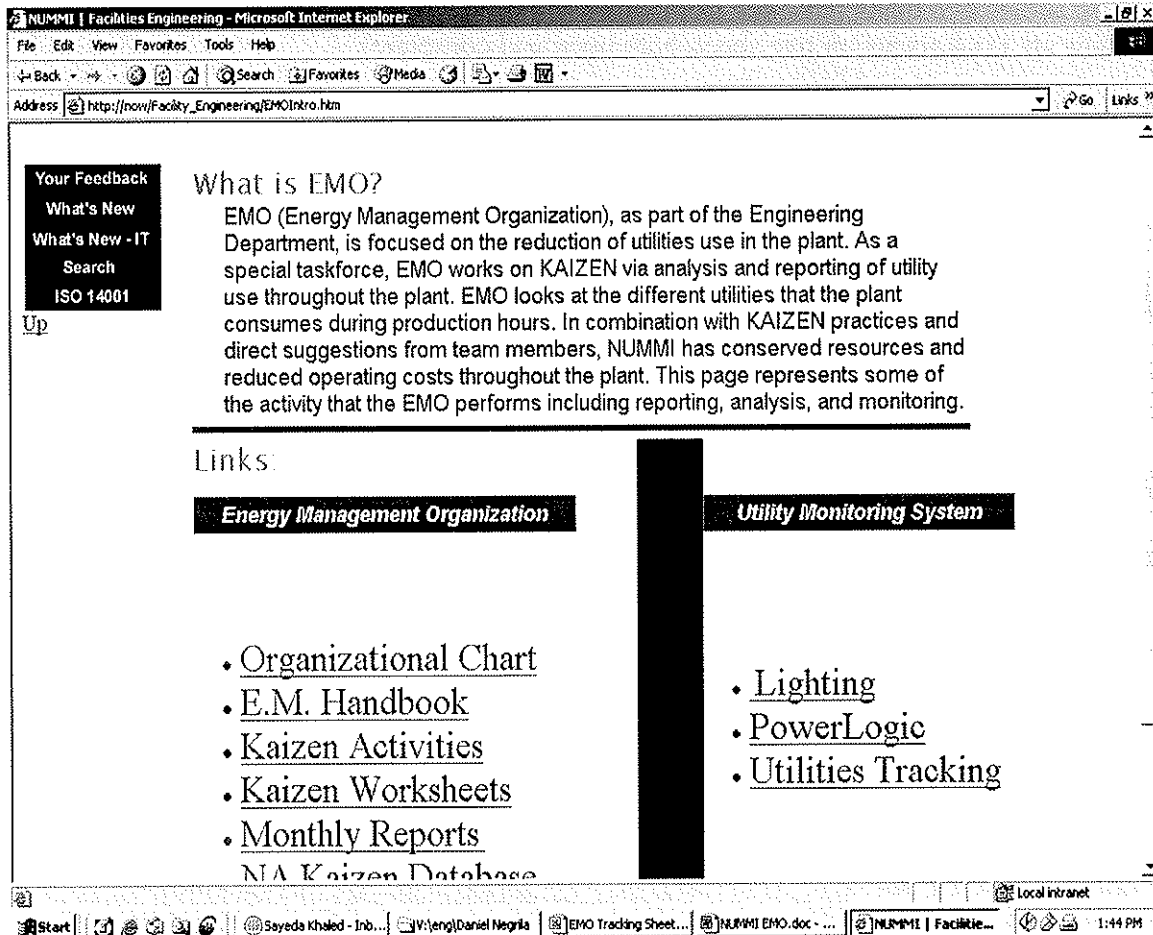 NUMMI | Facilities Engineering - Microsoft Internet Explorer
File Edit View Favorites Tools Help
Back Search Favorites Media
Address http://now/Facility_Engineering/EMOIntro.htm Go Links »
Your Feedback
What's New
What's New - IT
Search
ISO 14001
Up
What is EMO?
EMO (Energy Management Organization), as part of the Engineering
Department, is focused on the reduction of utilities use in the plant. As a
special taskforce, EMO works on KAIZEN via analysis and reporting of utility
use throughout the plant. EMO looks at the different utilities that the plant
consumes during production hours. In combination with KAIZEN practices and
direct suggestions from team members, NUMMI has conserved resources and
reduced operating costs throughout the plant. This page represents some of
the activity that the EMO performs including reporting, analysis, and monitoring.
Links:
Energy Management Organization
• Organizational Chart
• E.M. Handbook
• Kaizen Activities
• Kaizen Worksheets
• Monthly Reports
NA Kaizen Database
Utility Monitoring System
• Lighting
• PowerLogic
• Utilities Tracking
Local intranet
Start Sayeda Khaled - Inb... V:\eng\Daniel Negrila EMO Tracking Sheet... NUMMI EMO.doc - ... NUMMI | Facilitie... 1:44 PM